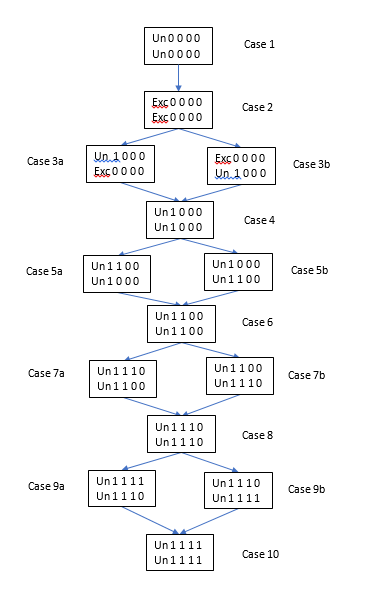 Un 0 0 0 0
Un 0 0 0 0
Case 1
Exc 0 0 0 0
Exc 0 0 0 0
Case 2
Case 3a
Un 1 0 0 0
Exc 0 0 0 0
Exc 0 0 0 0
Un 1 0 0 0
Case 3b
Un 1 0 0 0
Un 1 0 0 0
Case 4
Case 5a
Un 1 1 0 0
Un 1 0 0 0
Un 1 0 0 0
Un 1 1 0 0
Case 5b
Un 1 1 0 0
Un 1 1 0 0
Case 6
Case 7a
Un 1 1 1 0
Un 1 1 0 0
Un 1 1 0 0
Un 1 1 1 0
Case 7b
Un 1 1 1 0
Un 1 1 1 0
Case 8
Case 9a
Un 1 1 1 1
Un 1 1 1 0
Un 1 1 1 0
Un 1 1 1 1
Case 9b
Un 1 1 1 1
Un 1 1 1 1
Case 10